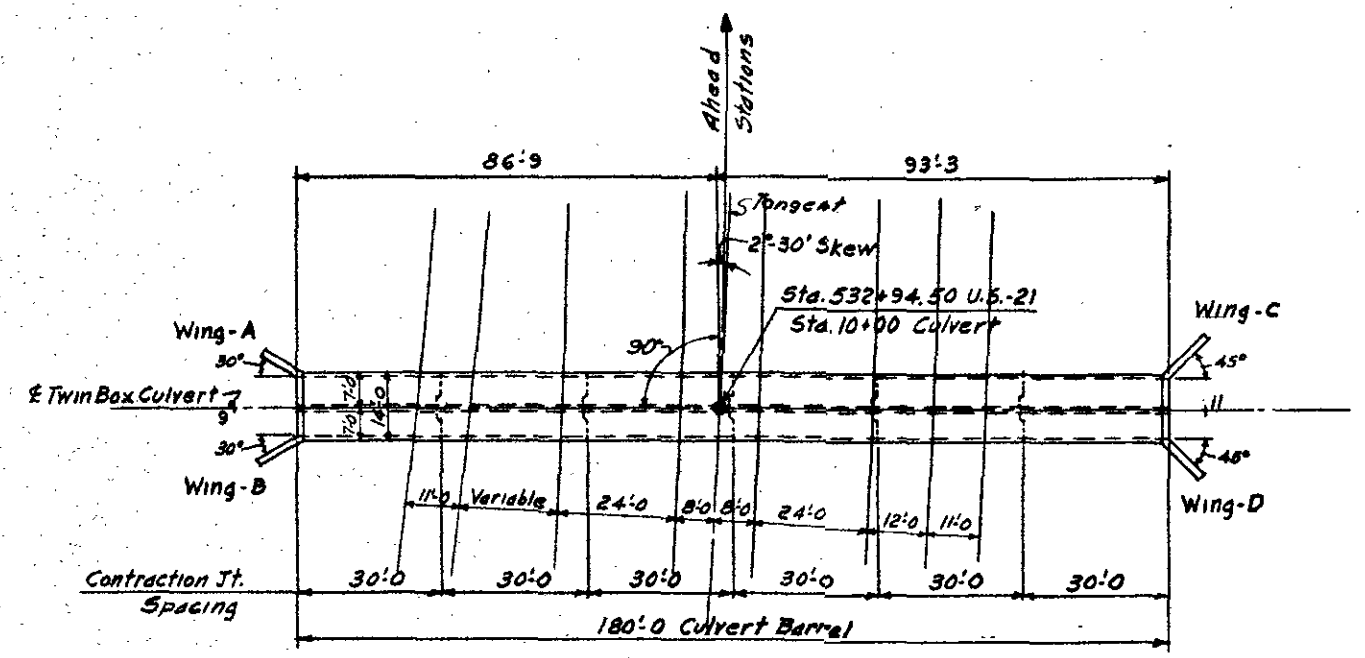 Ahead
Stations
86'-9
93'-3
Tangent
2°-30' Skew
Sta. 532+94.50 U.S.-21
Sta. 10+00 Culvert
Wing-A
30°
90°
Wing-C
45°
℄ Twin Box Culvert
9
7'-0
7'-0
14'-0
11
30°
45°
Wing-B
Wing-D
11'-0
Variable
24'-0
8'-0
8'-0
24'-0
12'-0
11'-0
Contraction Jt.
Spacing
30'-0
30'-0
30'-0
30'-0
30'-0
30'-0
180'-0 Culvert Barrel